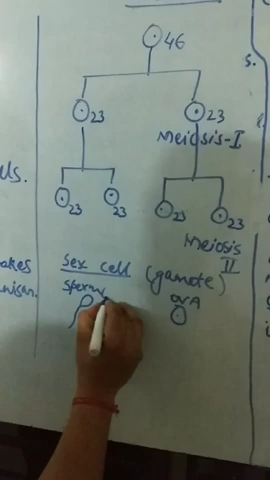 46
23 23
Meiosis-I
23 23 23 23
Meiosis
II
Sex cell (gamete)
Sperm OVA